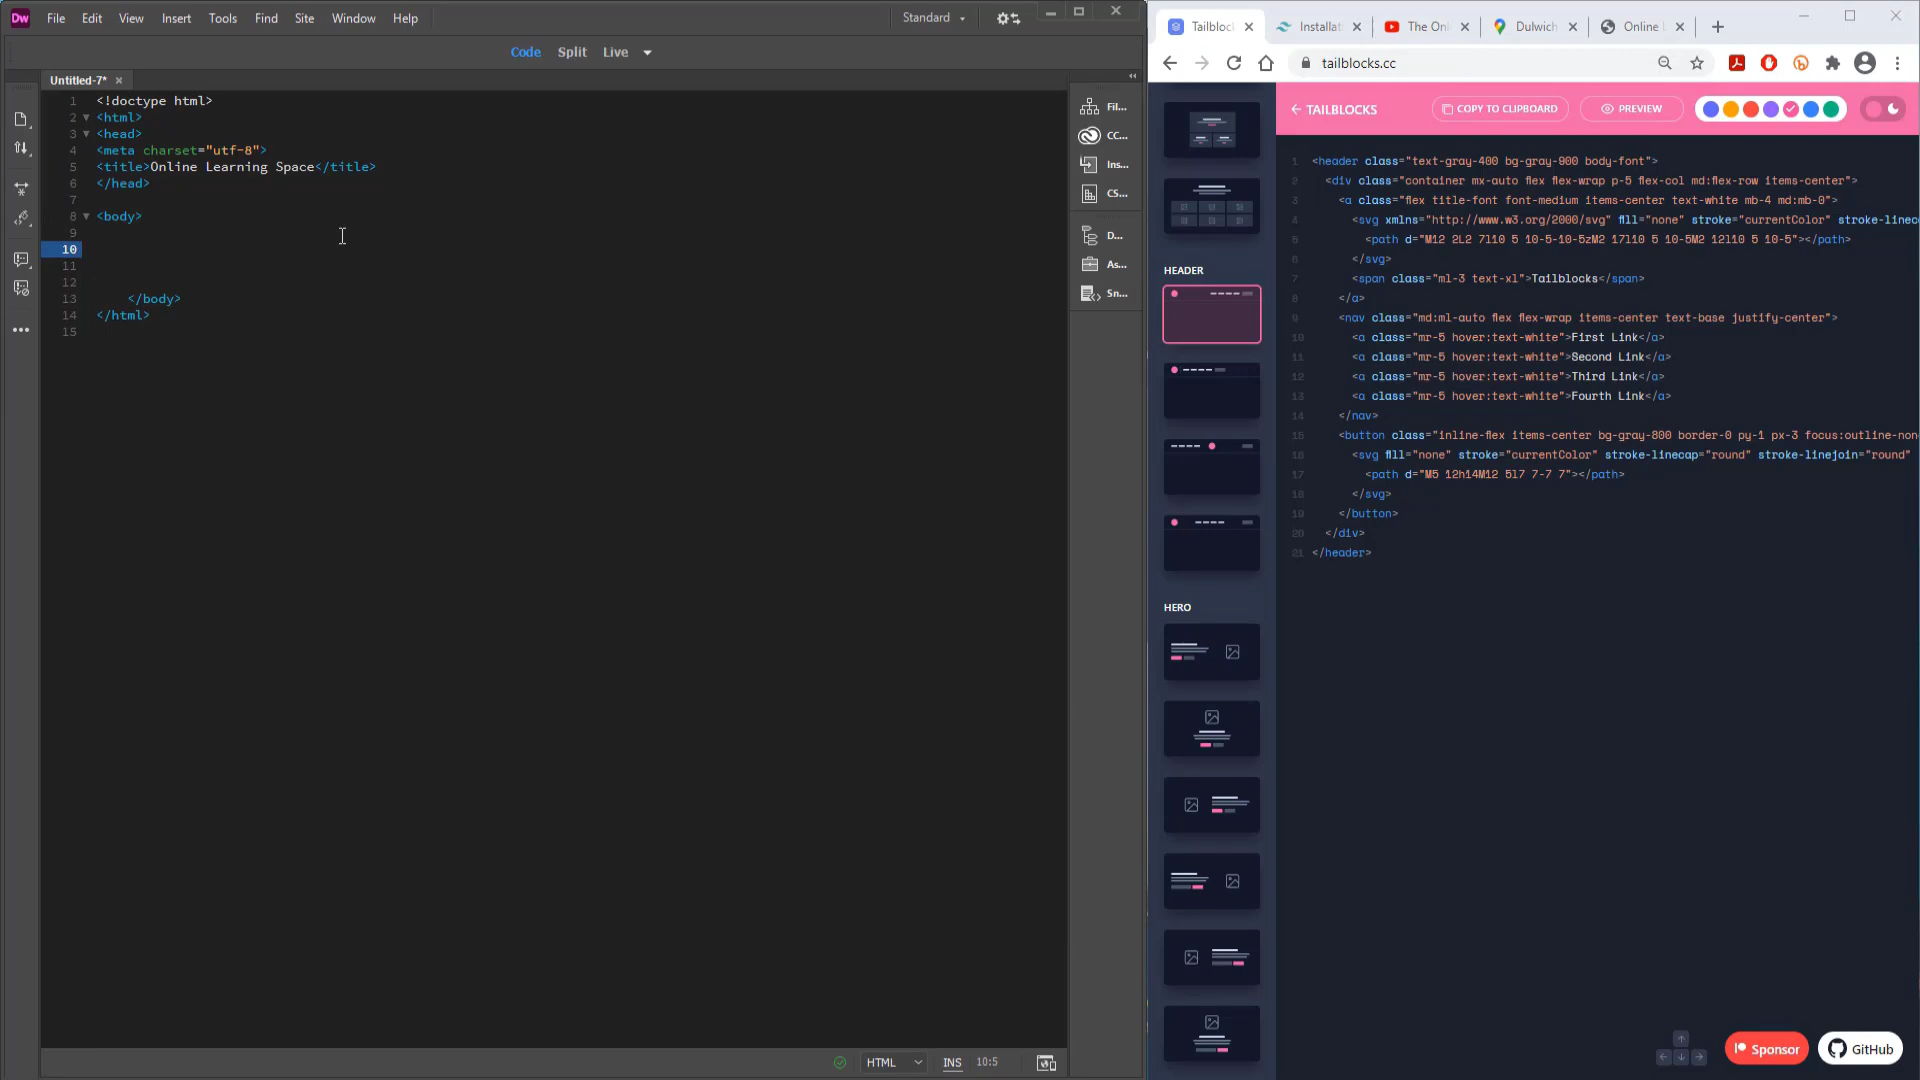 Dw File Edit View Insert Tools Find Site Window Help
Standard
Code Split Live
Untitled-7*
1 <!doctype html>
2 <html>
3 <head>
4 <meta charset="utf-8">
5 <title>Online Learning Space</title>
6 </head>
7
8 <body>
9
10
11
12
13 </body>
14 </html>
15
Fil...
CC...
Ins...
CS...
D...
As...
Sn...
HTML INS 10:5
Tailbloc Installat The Onl Dulwich Online L
tailblocks.cc
TAILBLOCKS COPY TO CLIPBOARD PREVIEW
HEADER
HERO
1 <header class="text-gray-400 bg-gray-900 body-font">
2 <div class="container mx-auto flex flex-wrap p-5 flex-col md:flex-row items-center">
3 <a class="flex title-font font-medium items-center text-white mb-4 md:mb-0">
4 <svg xmlns="http://www.w3.org/2000/svg" fill="none" stroke="currentColor" stroke-linec
5 <path d="M12 2L2 7l10 5 10-5-10-5zM2 17l10 5 10-5M2 12l10 5 10-5"></path>
6 </svg>
7 <span class="ml-3 text-xl">Tailblocks</span>
8 </a>
9 <nav class="md:ml-auto flex flex-wrap items-center text-base justify-center">
10 <a class="mr-5 hover:text-white">First Link</a>
11 <a class="mr-5 hover:text-white">Second Link</a>
12 <a class="mr-5 hover:text-white">Third Link</a>
13 <a class="mr-5 hover:text-white">Fourth Link</a>
14 </nav>
15 <button class="inline-flex items-center bg-gray-800 border-0 py-1 px-3 focus:outline-non
16 <svg fill="none" stroke="currentColor" stroke-linecap="round" stroke-linejoin="round"
17 <path d="M5 12h14M12 5l7 7-7 7"></path>
18 </svg>
19 </button>
20 </div>
21 </header>
Sponsor GitHub